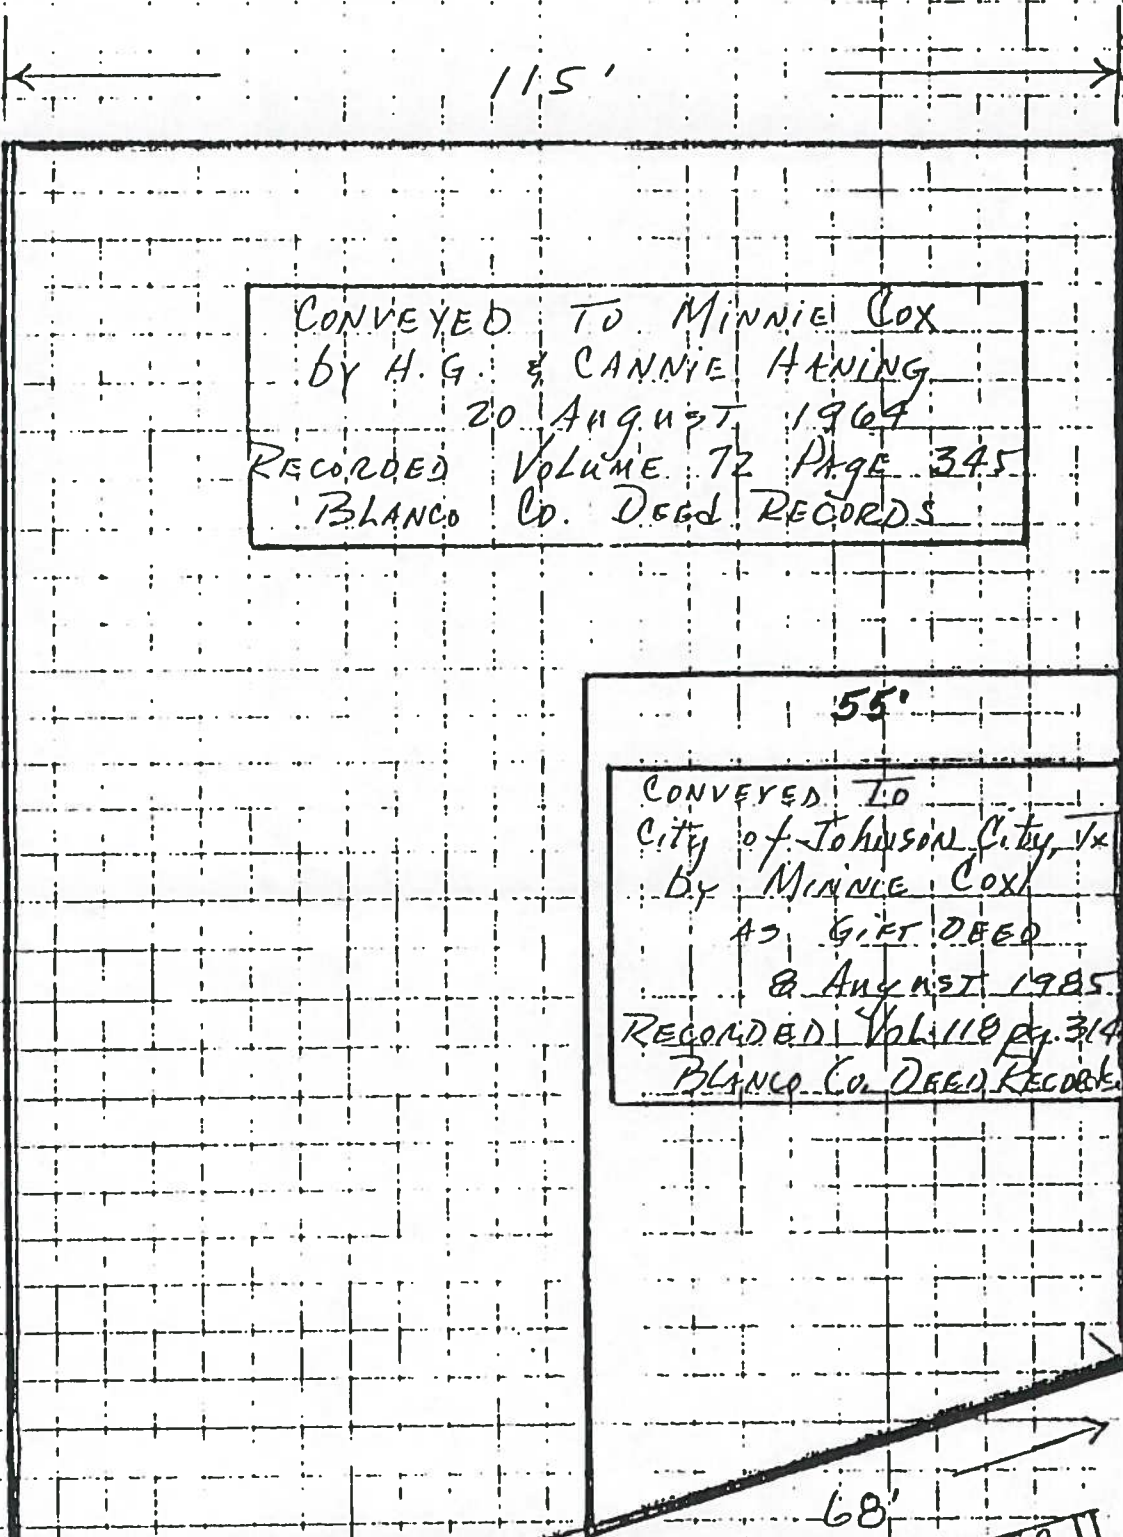 115'
CONVEYED TO MINNIE COX
by H.G. & CANNIE HANING
20 August 1964
RECORDED VOLUME 72 PAGE 345
BLANCO CO. DEED RECORDS
55'
CONVEYED TO
City of Johnson City, Tx
by MINNIE COX
AS GIFT DEED
8 August 1985
RECORDED Vol. 118 pg. 314
BLANCO CO. DEED RECORDS
68'